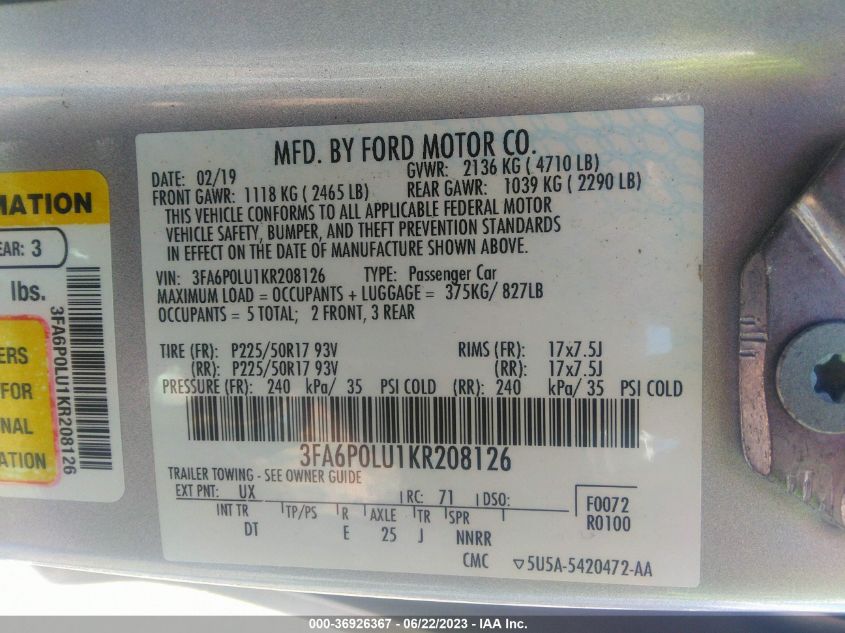 MFD. BY FORD MOTOR CO.
DATE: 02/19 GVWR: 2136 KG ( 4710 LB)
FRONT GAWR: 1118 KG ( 2465 LB) REAR GAWR: 1039 KG ( 2290 LB)
THIS VEHICLE CONFORMS TO ALL APPLICABLE FEDERAL MOTOR
VEHICLE SAFETY, BUMPER, AND THEFT PREVENTION STANDARDS
IN EFFECT ON THE DATE OF MANUFACTURE SHOWN ABOVE.
VIN: 3FA6P0LU1KR208126 TYPE: Passenger Car
MAXIMUM LOAD = OCCUPANTS + LUGGAGE = 375KG/ 827LB
OCCUPANTS = 5 TOTAL; 2 FRONT, 3 REAR
TIRE (FR): P225/50R17 93V RIMS (FR): 17x7.5J
(RR): P225/50R17 93V (RR): 17x7.5J
PRESSURE (FR): 240 kPa/ 35 PSI COLD (RR): 240 kPa/ 35 PSI COLD
3FA6P0LU1KR208126
TRAILER TOWING - SEE OWNER GUIDE
EXT PNT: UX RC: 71 DSO:
INT TR TP/PS R AXLE TR SPR
DT E 25 J NNRR
F0072
R0100
CMC ▽5U5A-5420472-AA
MATION
EAR: 3
lbs.
ERS
FOR
NAL
ATION
3FA6P0LU1KR208126
000-36926367 - 06/22/2023 - IAA Inc.